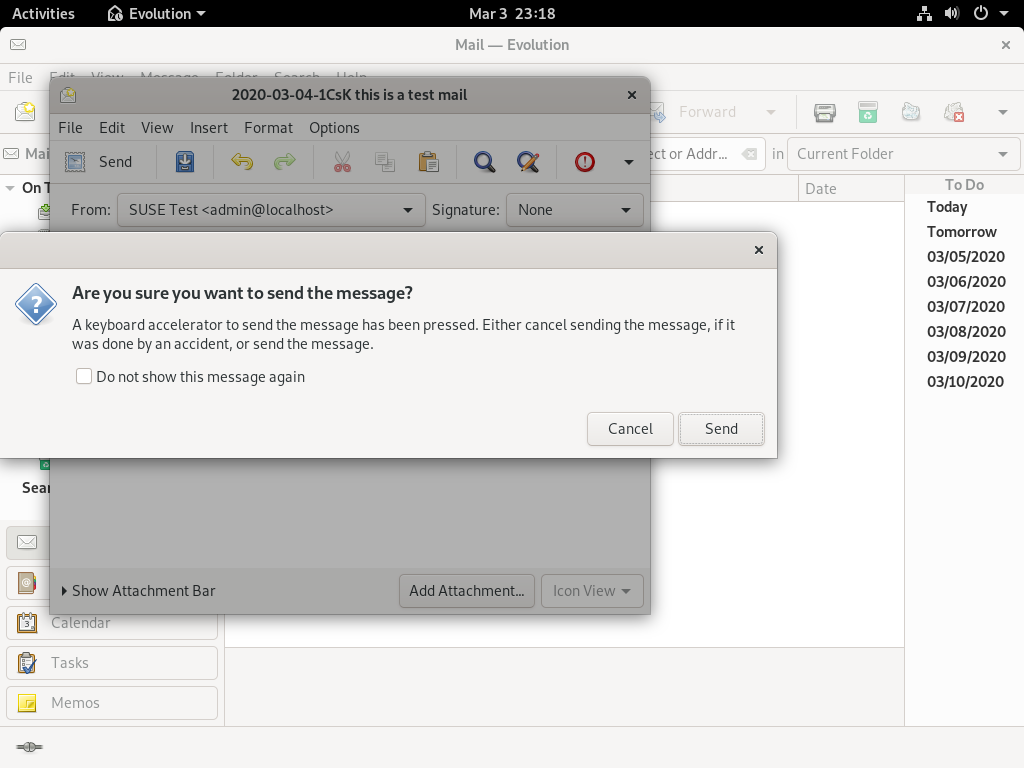 Activities
Evolution
Mar 3 23:18
Mail — Evolution
File Edit View Message Folder Search Help
2020-03-04-1CsK this is a test mail
File Edit View Insert Format Options
Send
Forward
Mai
ect or Addr...
in
Current Folder
On T
Date
To Do
From: SUSE Test <admin@localhost> Signature: None
Today
Tomorrow
03/05/2020
03/06/2020
03/07/2020
03/08/2020
03/09/2020
03/10/2020
Are you sure you want to send the message?
A keyboard accelerator to send the message has been pressed. Either cancel sending the message, if it
was done by an accident, or send the message.
Do not show this message again
Cancel
Send
Sear
Show Attachment Bar
Add Attachment...
Icon View
Calendar
Tasks
Memos